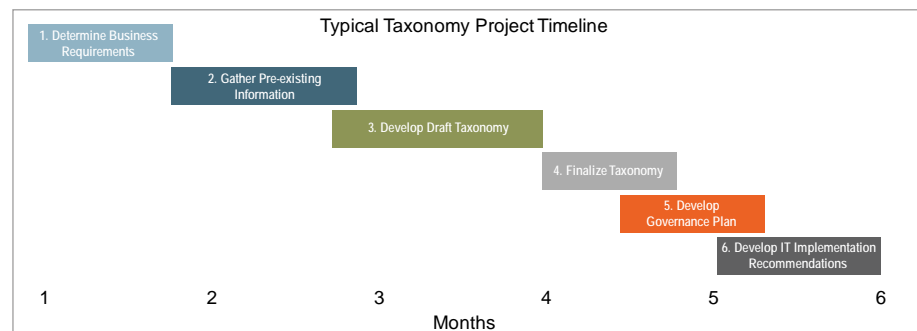 Typical Taxonomy Project Timeline
1. Determine Business
Requirements
2. Gather Pre-existing
Information
3. Develop Draft Taxonomy
4. Finalize Taxonomy
5. Develop
Governance Plan
6. Develop IT Implementation
Recommendations
1 2 3 4 5 6
Months